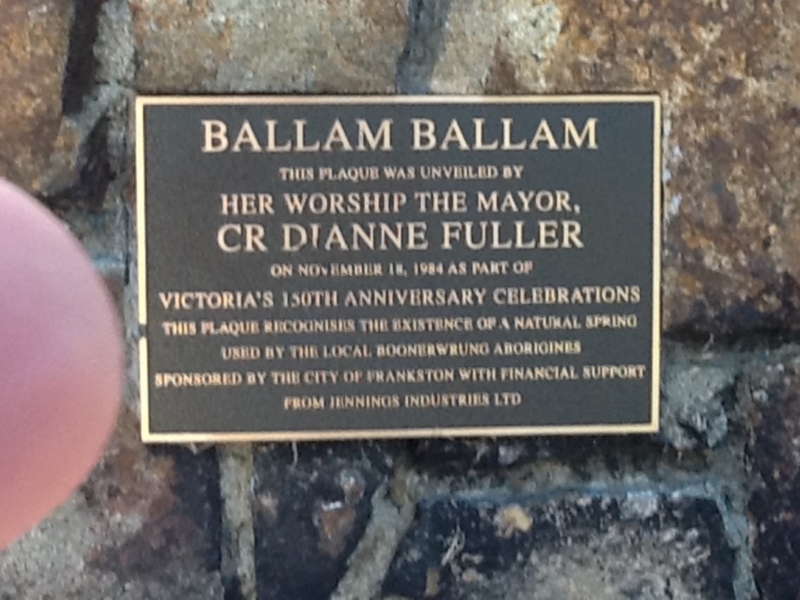 BALLAM BALLAM
THIS PLAQUE WAS UNVEILED BY
HER WORSHIP THE MAYOR,
CR DIANNE FULLER
ON NOVEMBER 18, 1984 AS PART OF
VICTORIA'S 150TH ANNIVERSARY CELEBRATIONS
THIS PLAQUE RECOGNISES THE EXISTENCE OF A NATURAL SPRING
USED BY THE LOCAL BOONERWRUNG ABORIGINES
SPONSORED BY THE CITY OF FRANKSTON WITH FINANCIAL SUPPORT
FROM JENNINGS INDUSTRIES LTD